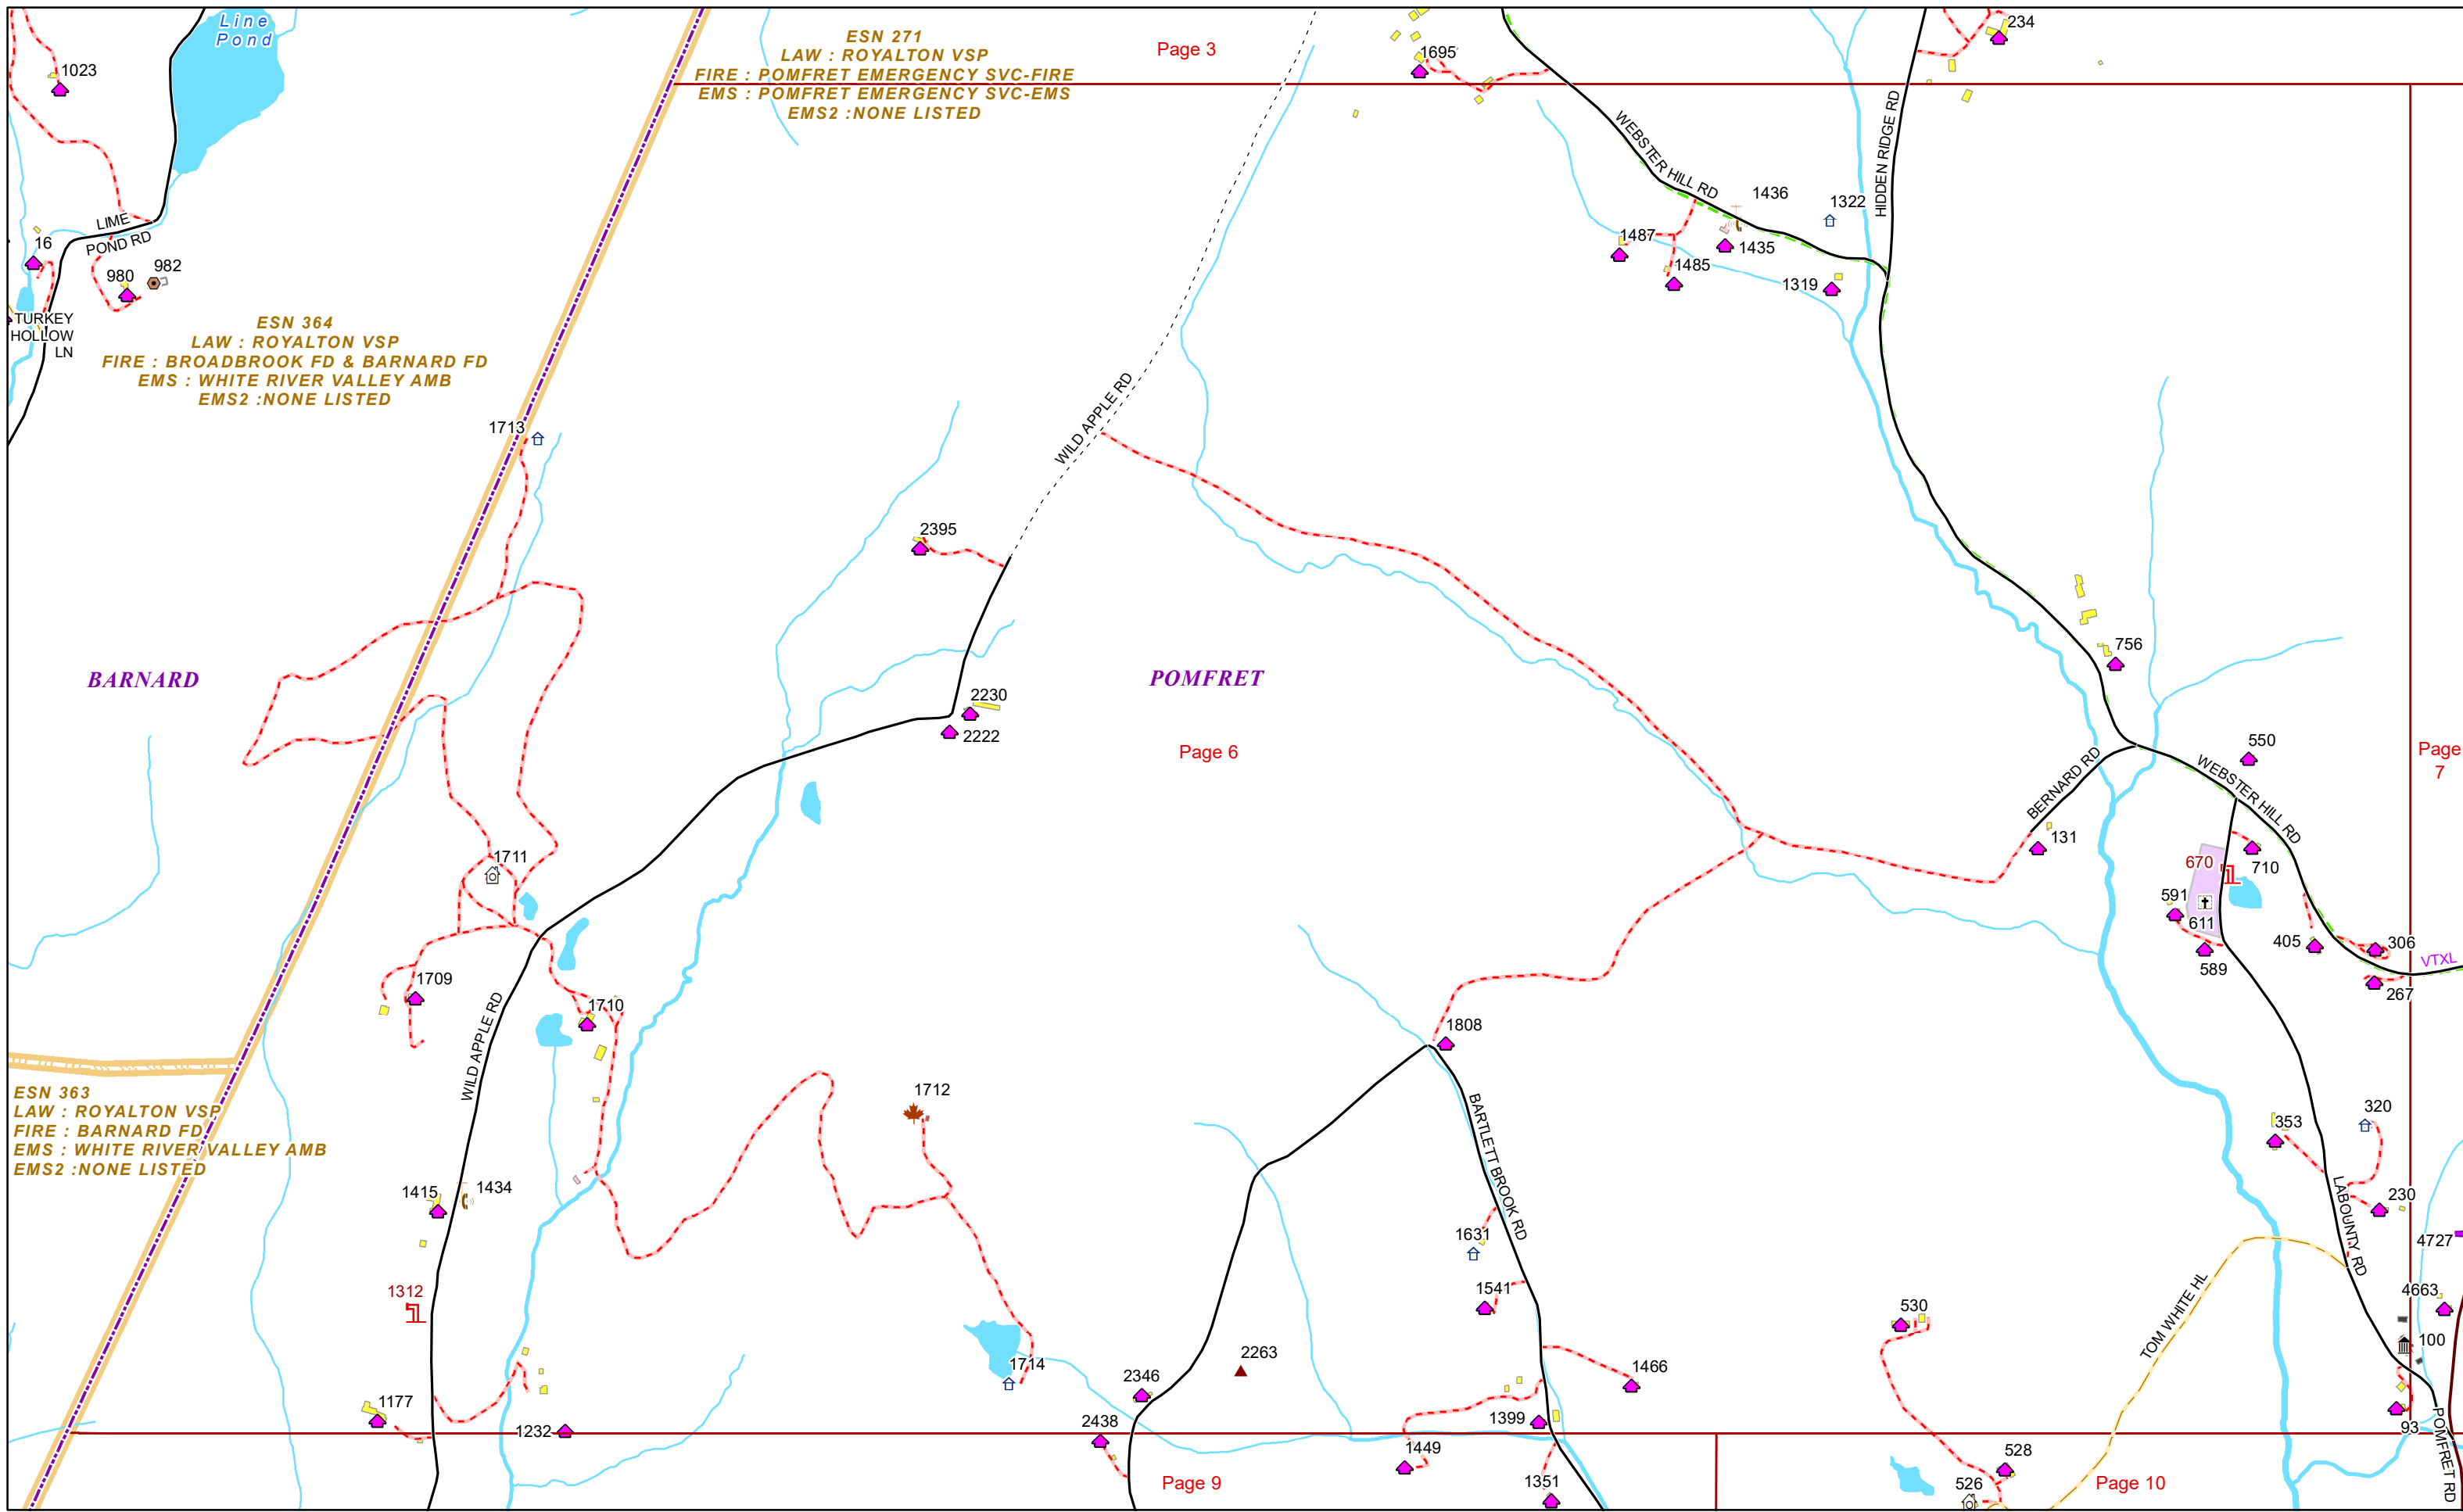 Line
Pond
1023
ESN 271
LAW : ROYALTON VSP
FIRE : POMFRET EMERGENCY SVC-FIRE
EMS : POMFRET EMERGENCY SVC-EMS
EMS2 :NONE LISTED
Page 3
1695
234
WEBSTER HILL RD
HIDDEN RIDGE RD
1436
1322
1487
1435
1485
1319
LIME
POND RD
16
980
982
TURKEY
HOLLOW
LN
ESN 364
LAW : ROYALTON VSP
FIRE : BROADBROOK FD & BARNARD FD
EMS : WHITE RIVER VALLEY AMB
EMS2 :NONE LISTED
1713
WILD APPLE RD
2395
BARNARD
POMFRET
756
2230
2222
Page 6
550
Page
7
BERNARD RD
WEBSTER HILL RD
131
1711
670
710
591
611
589
405
306
VTXL
267
1709
1710
WILD APPLE RD
1808
ESN 363
LAW : ROYALTON VSP
FIRE : BARNARD FD
EMS : WHITE RIVER VALLEY AMB
EMS2 :NONE LISTED
1712
BARTLETT BROOK RD
353
320
1415
1434
230
LABOUNTY RD
1631
4727
1312
1541
TOM WHITE HL
530
4663
100
1714
2263
2346
1466
1177
1232
2438
1399
93
POMFRET RD
1449
528
Page 9
1351
526
Page 10